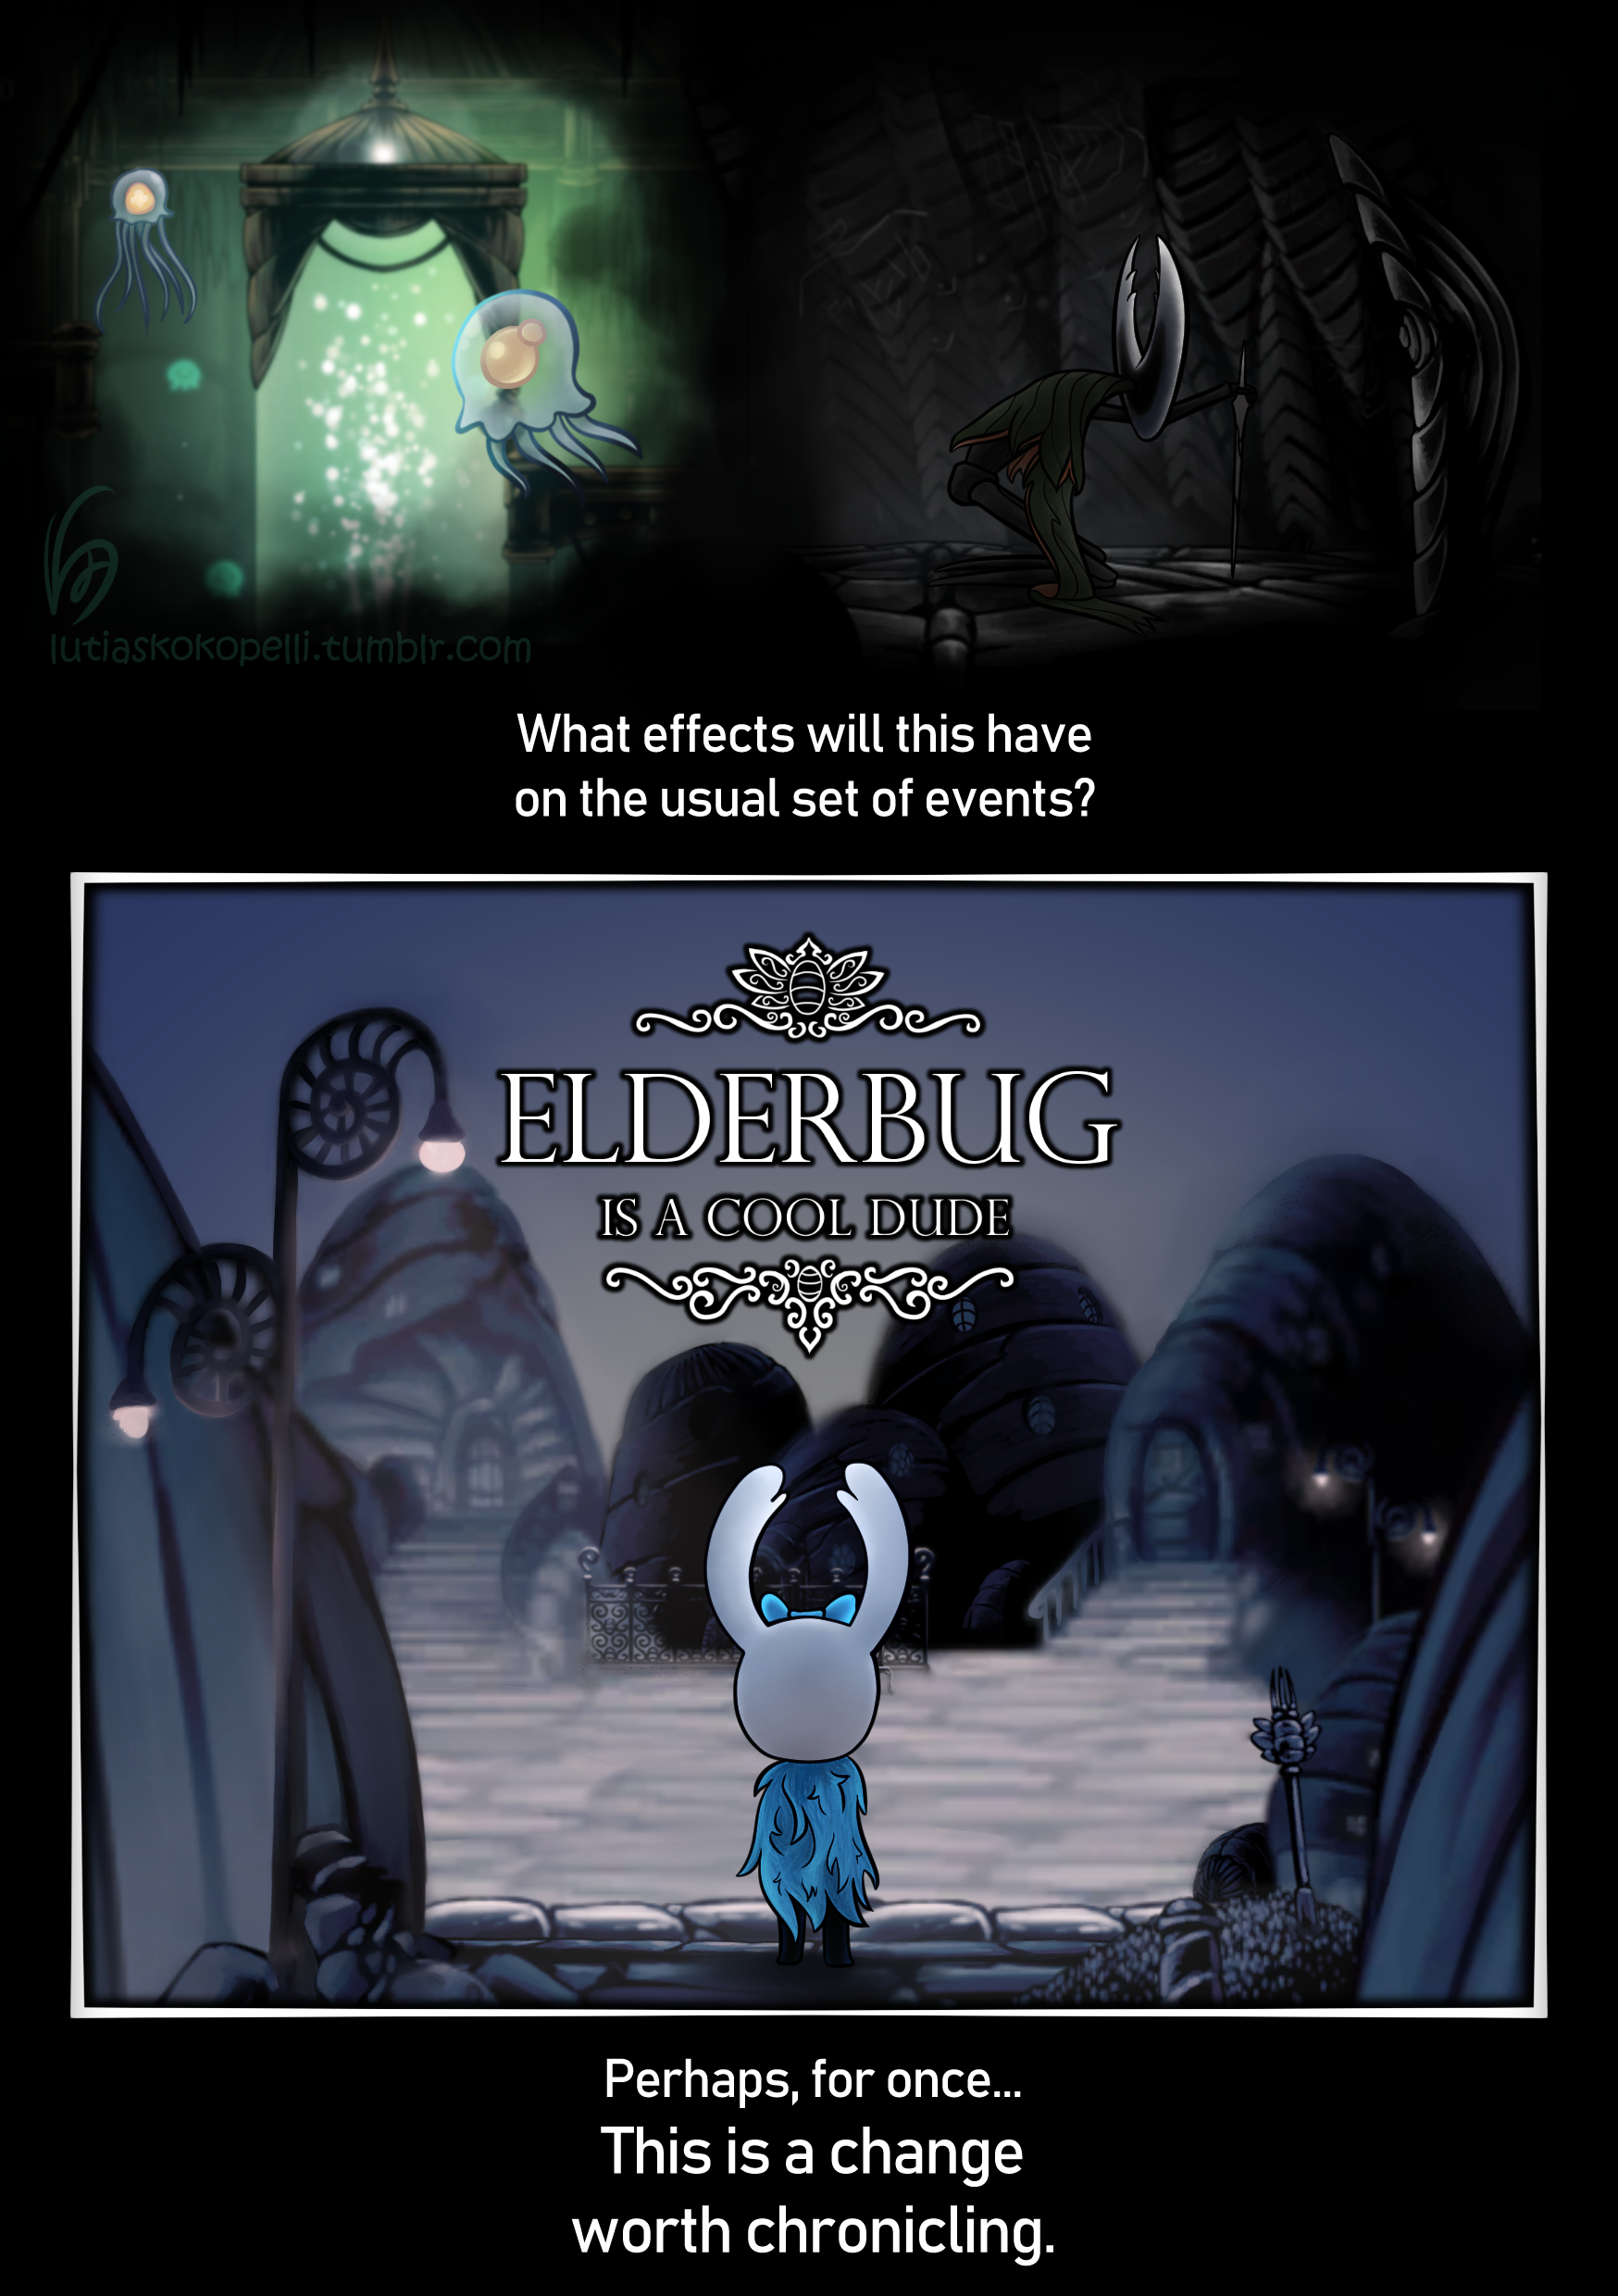 lutiaskokopelli.tumblr.com
What effects will this have
on the usual set of events?
ELDERBUG
IS A COOL DUDE
Perhaps, for once...
This is a change
worth chronicling.